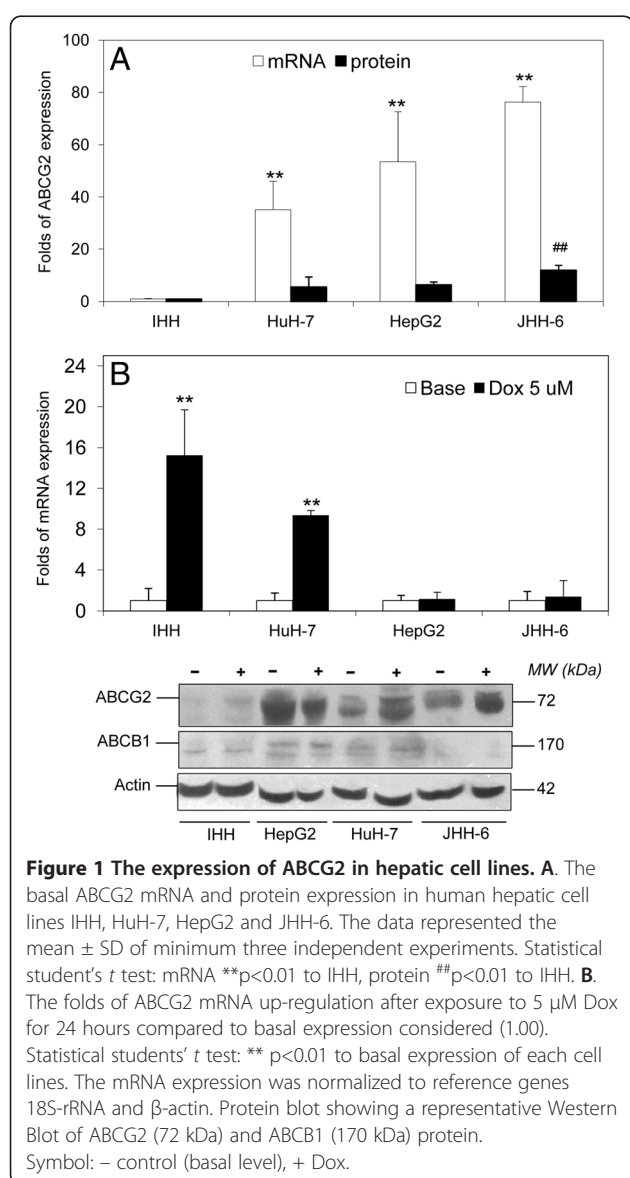 A
mRNA protein
Folds of ABCG2 expression
100
80
60
40
20
0
**
**
**
##
IHH HuH-7 HepG2 JHH-6
B
Base Dox 5 uM
Folds of mRNA expression
24
20
16
12
8
4
0
**
**
IHH HuH-7 HepG2 JHH-6
– + – + – + – + MW (kDa)
ABCG2 72
ABCB1 170
Actin 42
IHH HepG2 HuH-7 JHH-6
Figure 1 The expression of ABCG2 in hepatic cell lines. A. The
basal ABCG2 mRNA and protein expression in human hepatic cell
lines IHH, HuH-7, HepG2 and JHH-6. The data represented the
mean ± SD of minimum three independent experiments. Statistical
student's t test: mRNA **p<0.01 to IHH, protein ##p<0.01 to IHH. B.
The folds of ABCG2 mRNA up-regulation after exposure to 5 μM Dox
for 24 hours compared to basal expression considered (1.00).
Statistical students' t test: ** p<0.01 to basal expression of each cell
lines. The mRNA expression was normalized to reference genes
18S-rRNA and β-actin. Protein blot showing a representative Western
Blot of ABCG2 (72 kDa) and ABCB1 (170 kDa) protein.
Symbol: – control (basal level), + Dox.